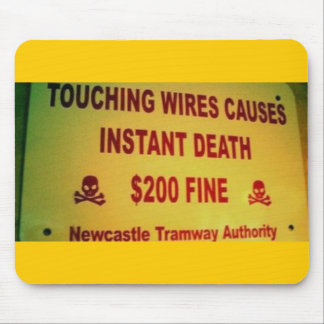 TOUCHING WIRES CAUSES
INSTANT DEATH
$200 FINE
Newcastle Tramway Authority